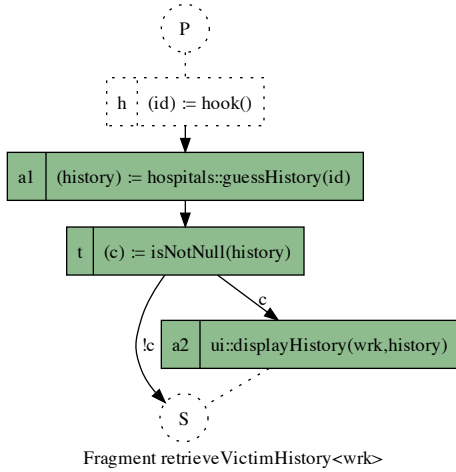 P
h (id) := hook()
a1 (history) := hospitals::guessHistory(id)
t (c) := isNotNull(history)
c
!c
a2 ui::displayHistory(wrk,history)
S
Fragment retrieveVictimHistory<wrk>